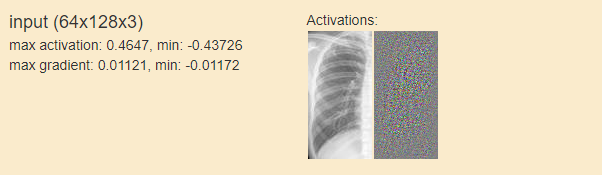 input (64x128x3)
max activation: 0.4647, min: -0.43726
max gradient: 0.01121, min: -0.01172
Activations: